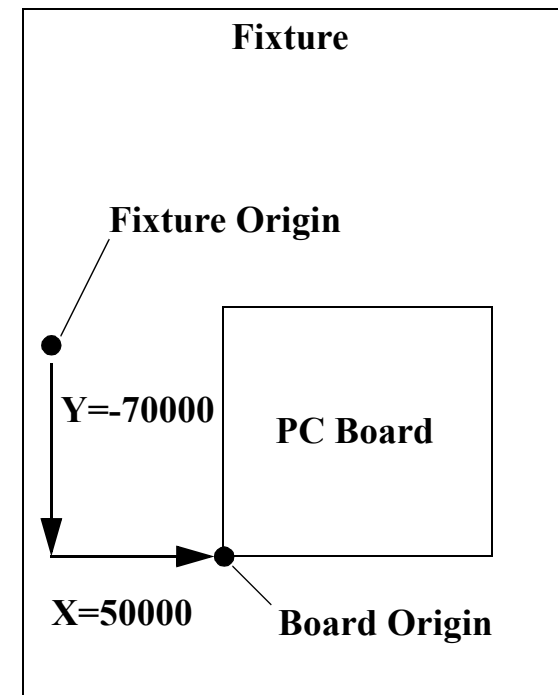 Fixture
Fixture Origin
Y=-70000
PC Board
X=50000
Board Origin